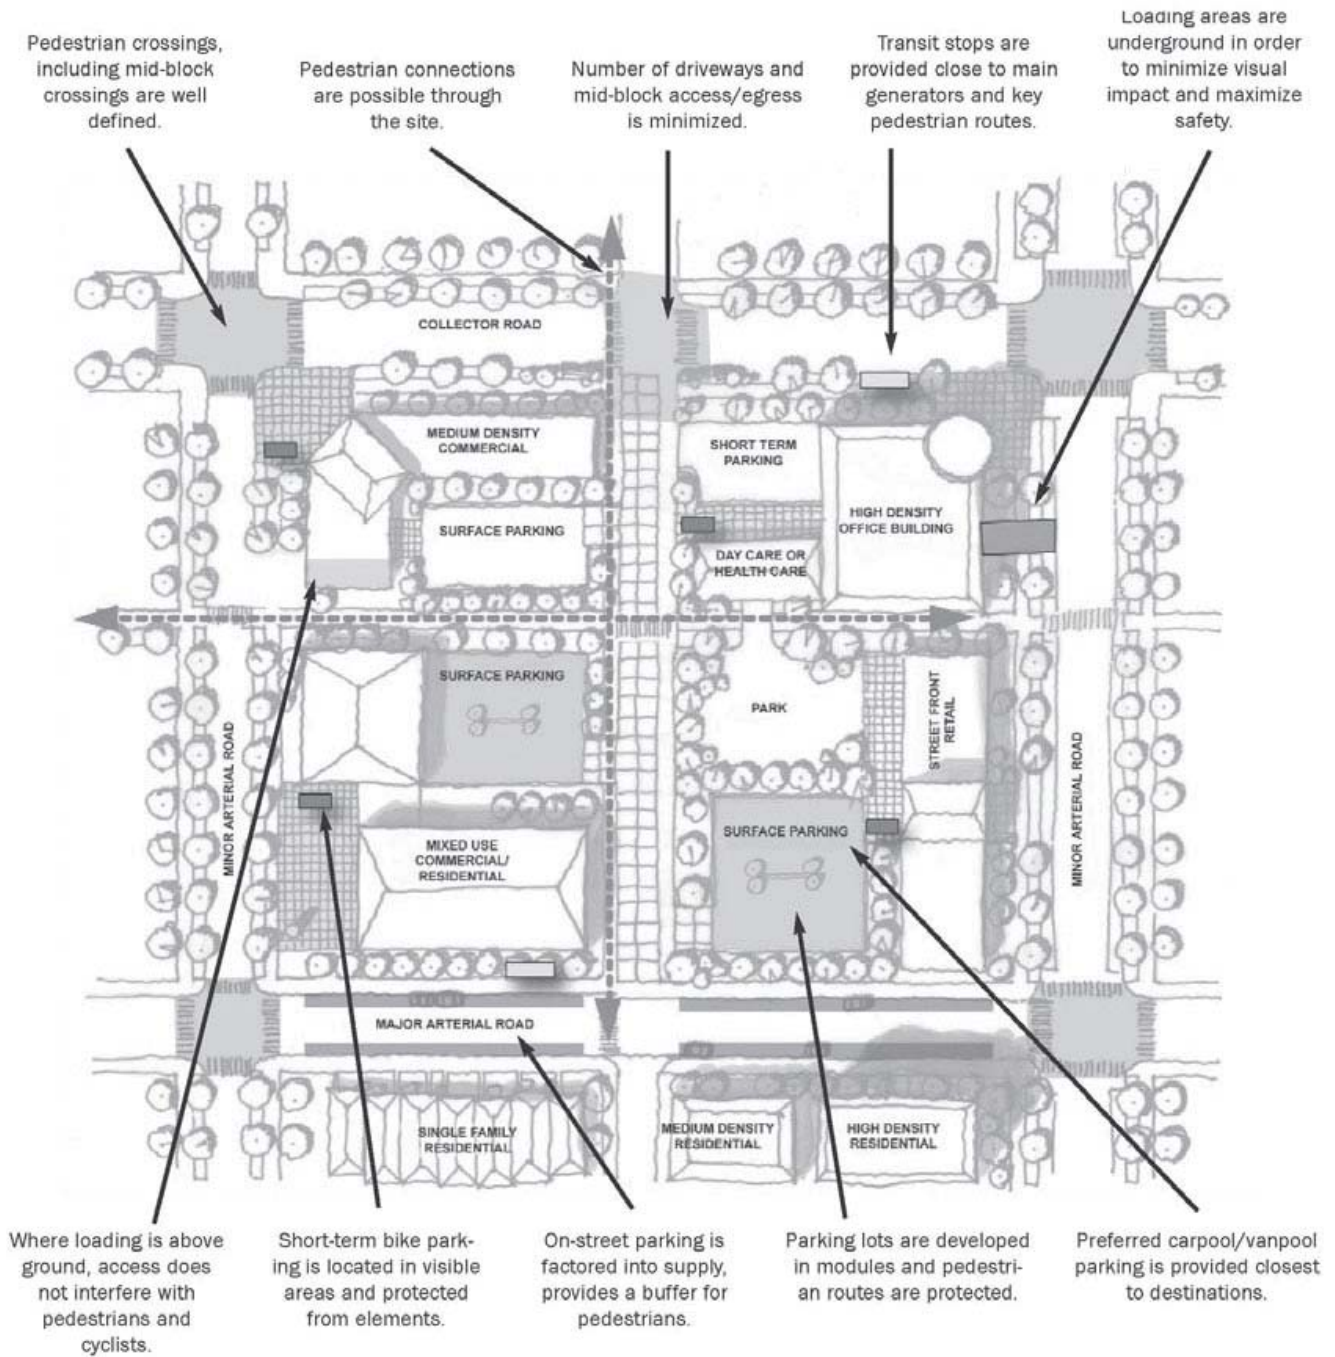 Pedestrian crossings,
including mid-block
crossings are well
defined.
Pedestrian connections
are possible through
the site.
Number of driveways and
mid-block access/egress
is minimized.
Transit stops are
provided close to main
generators and key
pedestrian routes.
Loading areas are
underground in order
to minimize visual
impact and maximize
safety.
COLLECTOR ROAD
MEDIUM DENSITY
COMMERCIAL
SHORT TERM
PARKING
SURFACE PARKING
HIGH DENSITY
OFFICE BUILDING
DAY CARE OR
HEALTH CARE
SURFACE PARKING
PARK
STREET FRONT
RETAIL
MINOR ARTERIAL ROAD
MINOR ARTERIAL ROAD
SURFACE PARKING
MIXED USE
COMMERCIAL/
RESIDENTIAL
MAJOR ARTERIAL ROAD
SINGLE FAMILY
RESIDENTIAL
MEDIUM DENSITY
RESIDENTIAL
HIGH DENSITY
RESIDENTIAL
Where loading is above
ground, access does
not interfere with
pedestrians and
cyclists.
Short-term bike park-
ing is located in visible
areas and protected
from elements.
On-street parking is
factored into supply,
provides a buffer for
pedestrians.
Parking lots are developed
in modules and pedestri-
an routes are protected.
Preferred carpool/vanpool
parking is provided closest
to destinations.